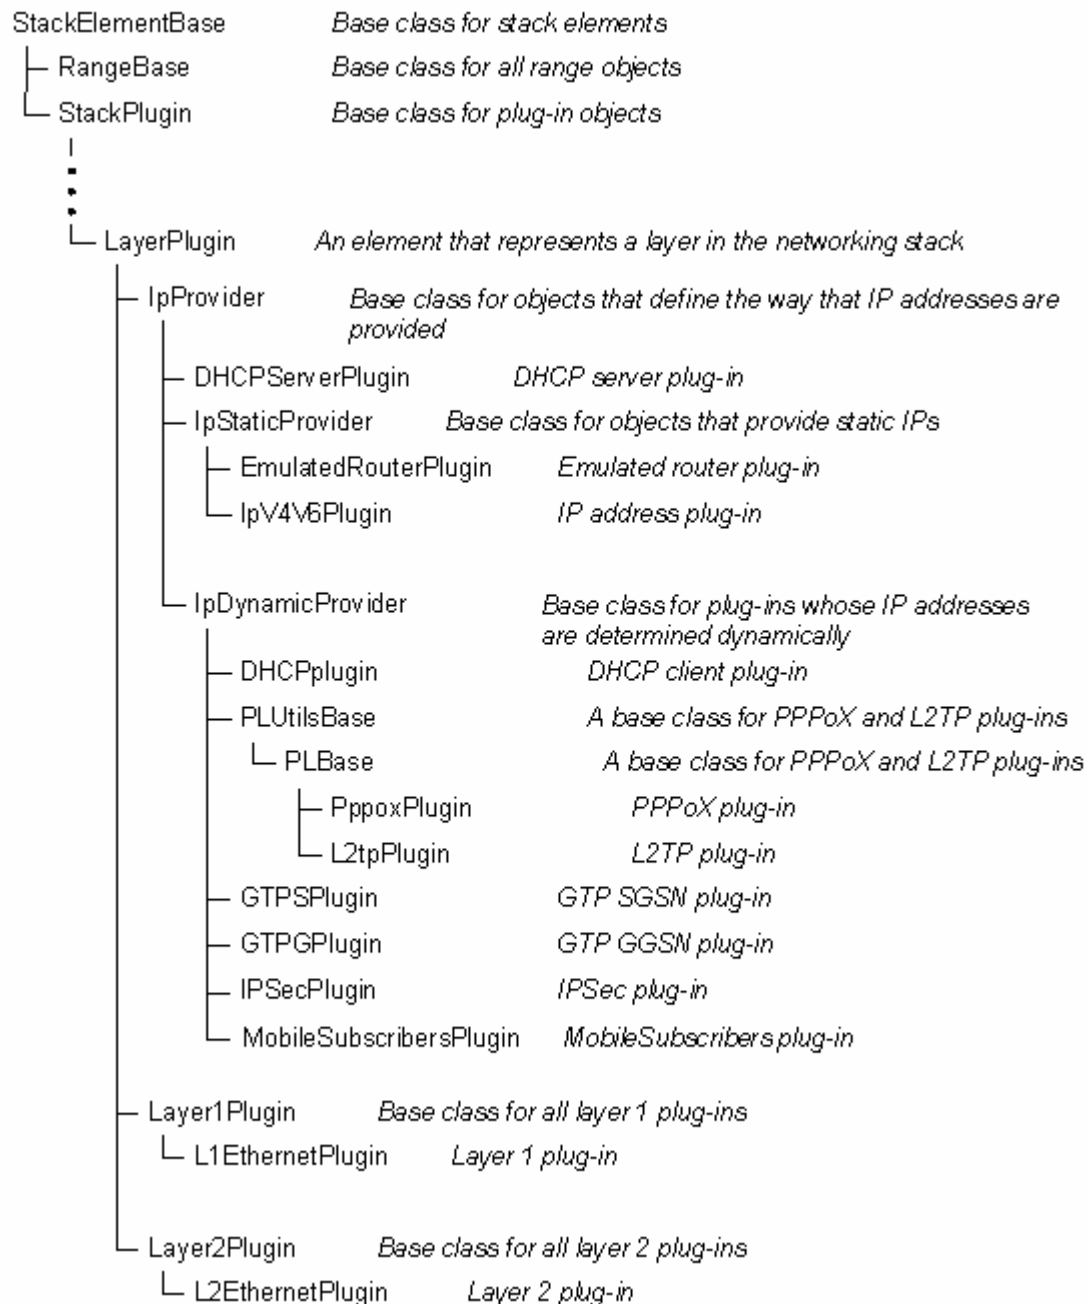 StackElementBase Base class for stack elements
RangeBase Base class for all range objects
StackPlugin Base class for plug-in objects
LayerPlugin An element that represents a layer in the networking stack
IpProvider Base class for objects that define the way that IP addresses are
provided
DHCPServerPlugin DHCP server plug-in
IpStaticProvider Base class for objects that provide static IPs
EmulatedRouterPlugin Emulated router plug-in
IpV4V6Plugin IP address plug-in
IpDynamicProvider Base class for plug-ins whose IP addresses
are determined dynamically
DHCPplugin DHCP client plug-in
PLUtilsBase A base class for PPPoX and L2TP plug-ins
PLBase A base class for PPPoX and L2TP plug-ins
PppoxPlugin PPPoX plug-in
L2tpPlugin L2TP plug-in
GTPSPlugin GTP SGSN plug-in
GTPGPlugin GTP GGSN plug-in
IPSecPlugin IPSec plug-in
MobileSubscribersPlugin MobileSubscribers plug-in
Layer1Plugin Base class for all layer 1 plug-ins
L1EthernetPlugin Layer 1 plug-in
Layer2Plugin Base class for all layer 2 plug-ins
L2EthernetPlugin Layer 2 plug-in